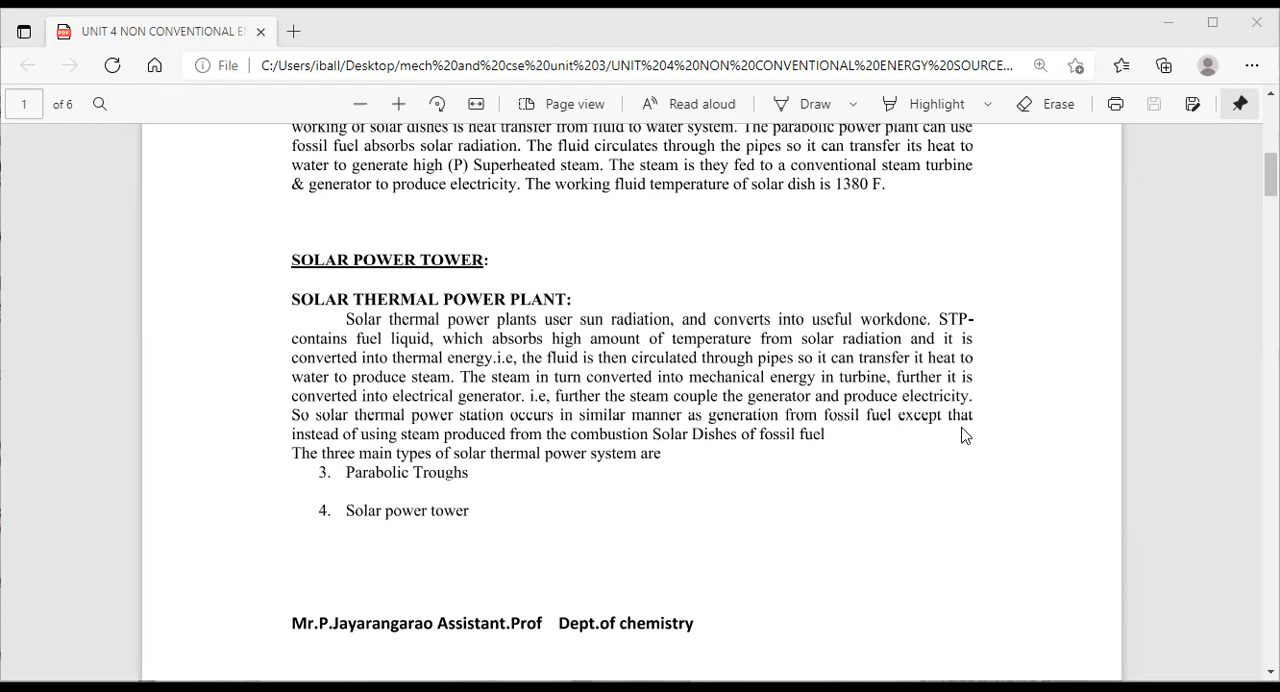 UNIT 4 NON CONVENTIONAL EN
File
C:/Users/iball/Desktop/mech%20and%20cse%20unit%203/UNIT%204%20NON%20CONVENTIONAL%20ENERGY%20SOURCE...
1 of 6
Page view
Read aloud
Draw
Highlight
Erase
working of solar dishes is heat transfer from fluid to water system. The parabolic power plant can use
fossil fuel absorbs solar radiation. The fluid circulates through the pipes so it can transfer its heat to
water to generate high (P) Superheated steam. The steam is they fed to a conventional steam turbine
& generator to produce electricity. The working fluid temperature of solar dish is 1380 F.
SOLAR POWER TOWER:
SOLAR THERMAL POWER PLANT:
Solar thermal power plants user sun radiation, and converts into useful workdone. STP-
contains fuel liquid, which absorbs high amount of temperature from solar radiation and it is
converted into thermal energy.i.e, the fluid is then circulated through pipes so it can transfer it heat to
water to produce steam. The steam in turn converted into mechanical energy in turbine, further it is
converted into electrical generator. i.e, further the steam couple the generator and produce electricity.
So solar thermal power station occurs in similar manner as generation from fossil fuel except that
instead of using steam produced from the combustion Solar Dishes of fossil fuel
The three main types of solar thermal power system are
3. Parabolic Troughs
4. Solar power tower
Mr.P.Jayarangarao Assistant.Prof Dept.of chemistry